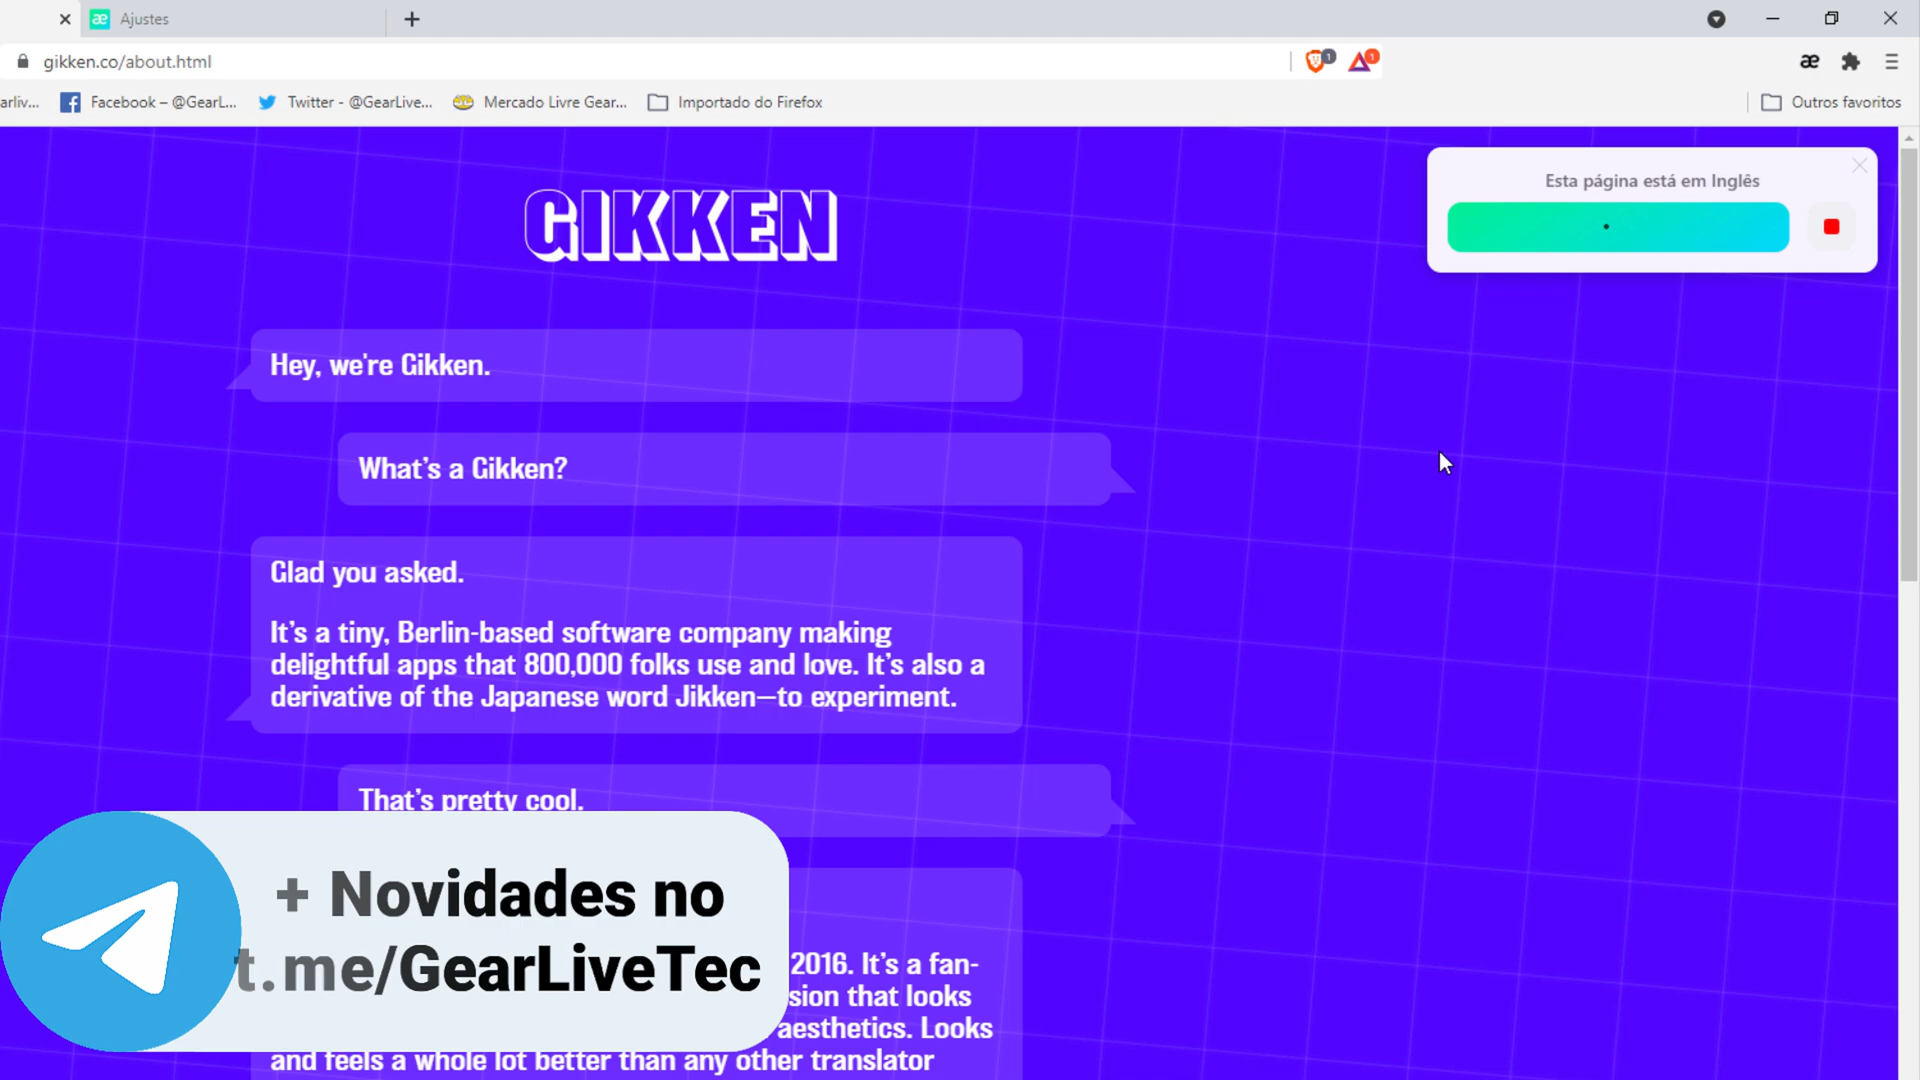 æ Ajustes
gikken.co/about.html
1
1
æ
arliv...
Facebook – @GearL...
Twitter - @GearLive...
Mercado Livre Gear...
Importado do Firefox
Outros favoritos
GIKKEN
Esta página está em Inglês
Hey, we're Gikken.
What's a Gikken?
Glad you asked.
It's a tiny, Berlin-based software company making
delightful apps that 800,000 folks use and love. It's also a
derivative of the Japanese word Jikken—to experiment.
That's pretty cool.
+ Novidades no
t.me/GearLiveTec
2016. It's a fan-
sion that looks
aesthetics. Looks
and feels a whole lot better than any other translator